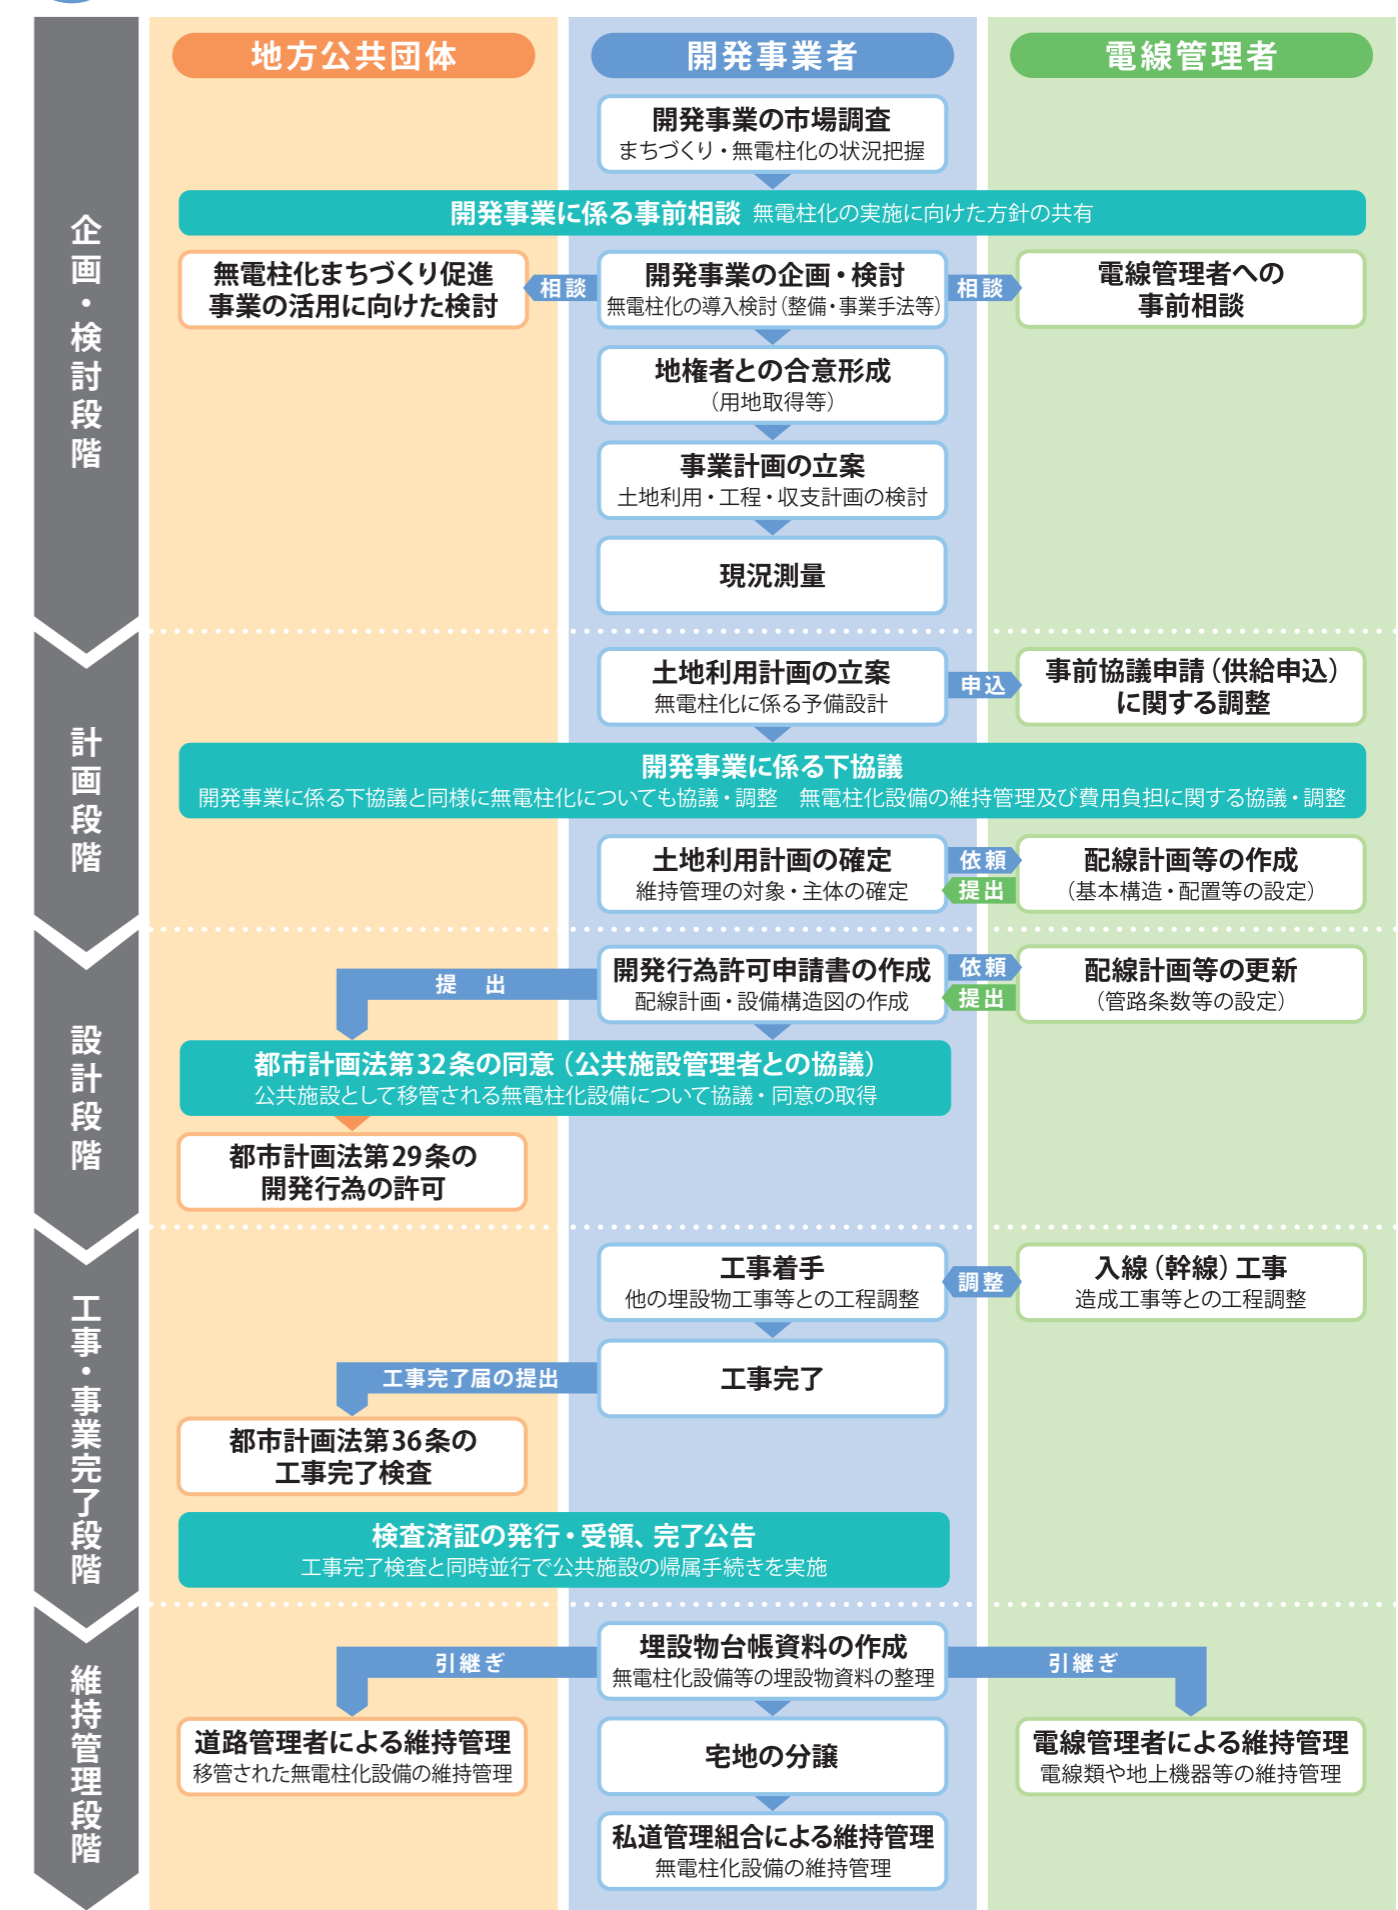 地方公共団体
開発事業者
電線管理者
企画・検討段階
開発事業の市場調査
まちづくり・無電柱化の状況把握
開発事業に係る事前相談 無電柱化の実施に向けた方針の共有
無電柱化まちづくり促進
事業の活用に向けた検討
相談
開発事業の企画・検討
無電柱化の導入検討（整備・事業手法等）
相談
電線管理者への
事前相談
地権者との合意形成
（用地取得等）
事業計画の立案
土地利用・工程・収支計画の検討
現況測量
計画段階
土地利用計画の立案
無電柱化に係る予備設計
申込
事前協議申請（供給申込）
に関する調整
開発事業に係る下協議
開発事業に係る下協議と同様に無電柱化についても協議・調整　無電柱化設備の維持管理及び費用負担に関する協議・調整
土地利用計画の確定
維持管理の対象・主体の確定
依頼
提出
配線計画等の作成
（基本構造・配置等の設定）
設計段階
提　出
開発行為許可申請書の作成
配線計画・設備構造図の作成
依頼
提出
配線計画等の更新
（管路条数等の設定）
都市計画法第32条の同意（公共施設管理者との協議）
公共施設として移管される無電柱化設備について協議・同意の取得
都市計画法第29条の
開発行為の許可
工事・事業完了段階
工事着手
他の埋設物工事等との工程調整
調整
入線（幹線）工事
造成工事等との工程調整
工事完了届の提出
工事完了
都市計画法第36条の
工事完了検査
検査済証の発行・受領、完了公告
工事完了検査と同時並行で公共施設の帰属手続きを実施
維持管理段階
引継ぎ
埋設物台帳資料の作成
無電柱化設備等の埋設物資料の整理
引継ぎ
道路管理者による維持管理
移管された無電柱化設備の維持管理
宅地の分譲
電線管理者による維持管理
電線類や地上機器等の維持管理
私道管理組合による維持管理
無電柱化設備の維持管理